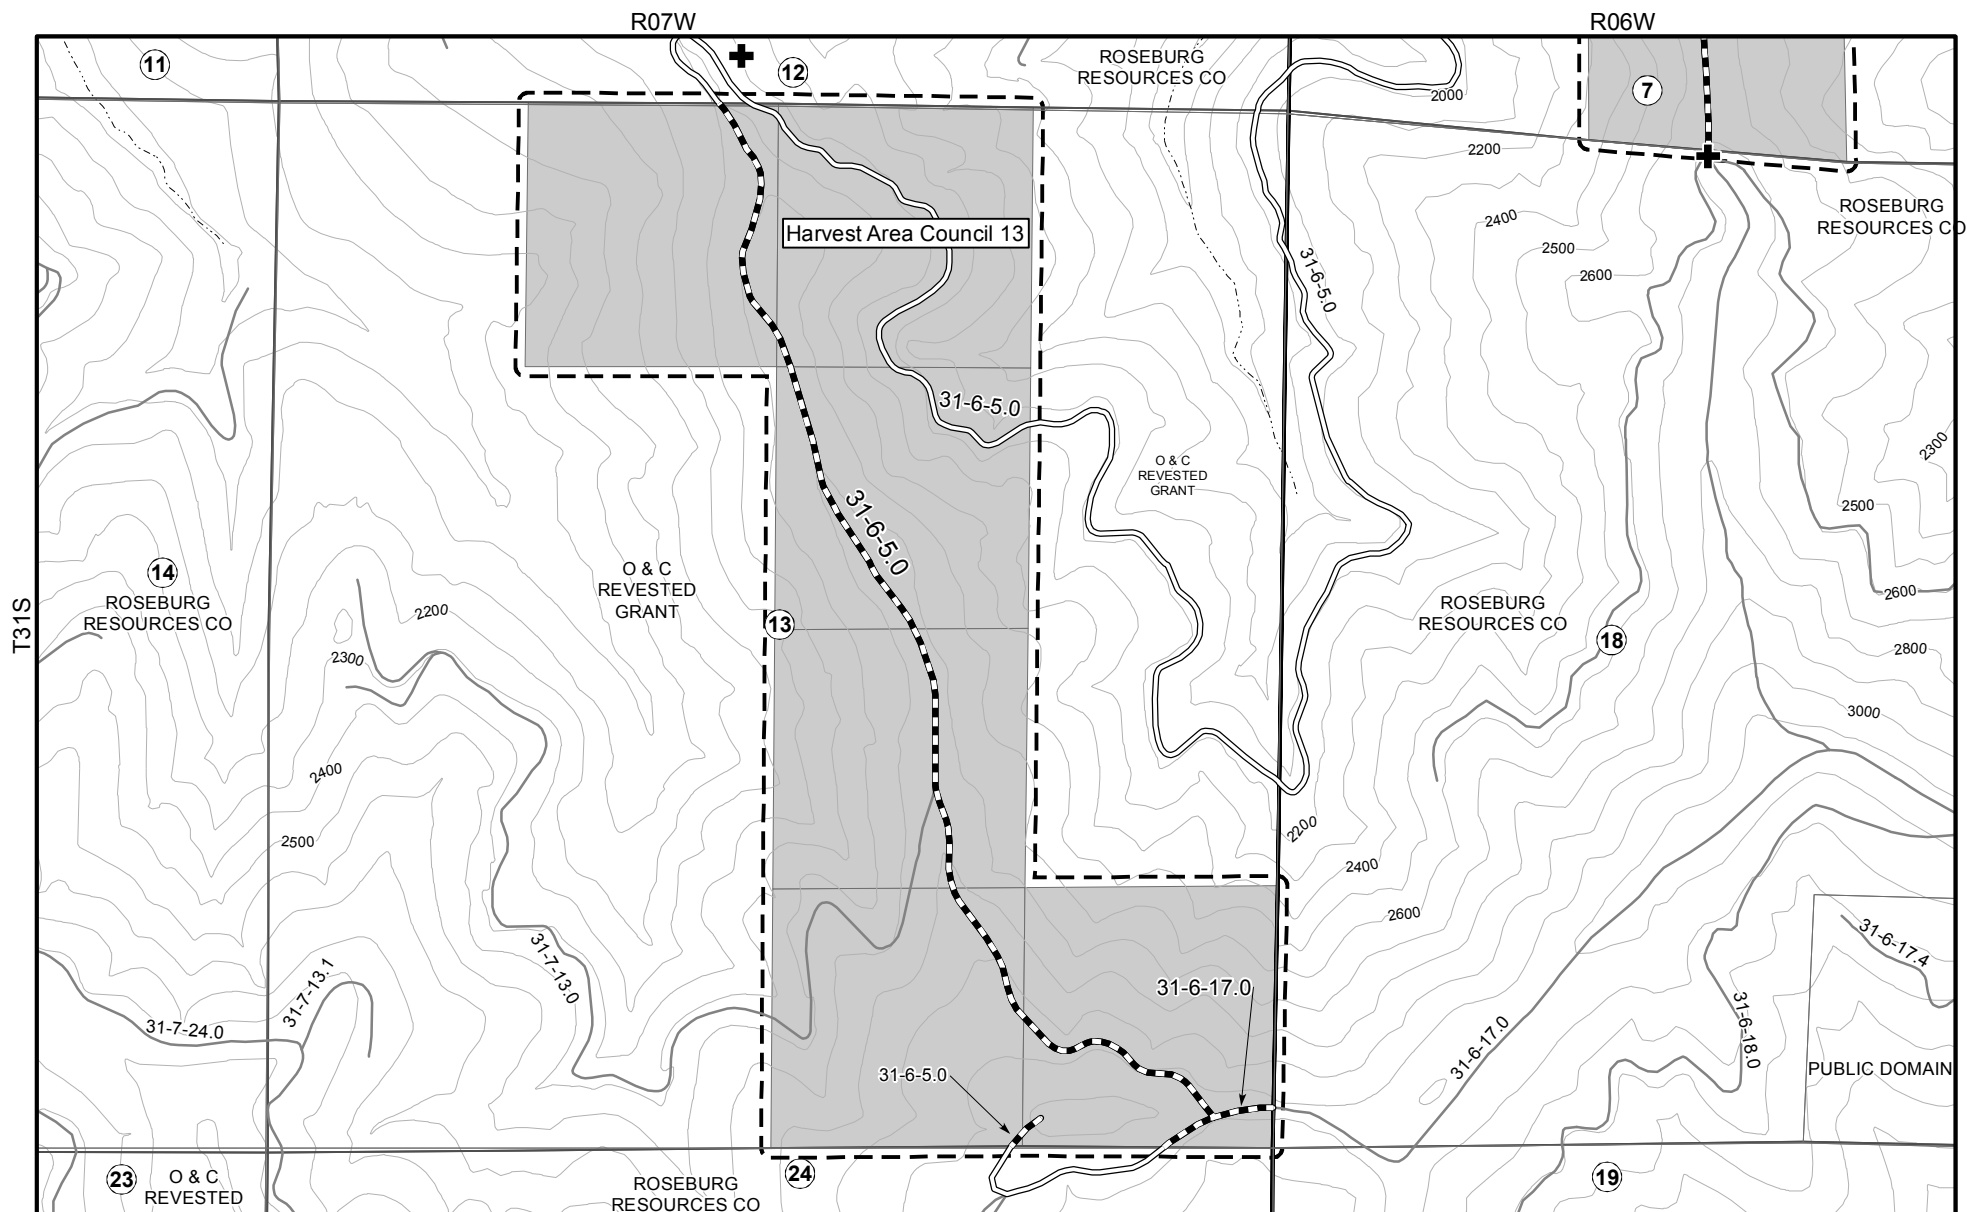 R07W
R06W
11
12
ROSEBURG
RESOURCES CO
2000
7
2200
ROSEBURG
RESOURCES CO
2400
Harvest Area Council 13
2500
2600
31-6-5.0
31-6-5.0
2300
O & C
REVESTED
GRANT
31-6-5.0
2500
14
ROSEBURG
RESOURCES CO
T31S
O & C
REVESTED
GRANT
2200
13
ROSEBURG
RESOURCES CO
18
2600
2800
2300
3000
2400
2500
2200
2400
2600
31-7-13.0
31-7-13.1
31-7-24.0
31-6-17.0
31-6-17.4
31-6-17.0
31-6-18.0
31-6-5.0
PUBLIC DOMAIN
23
O & C
REVESTED
ROSEBURG
RESOURCES CO
24
19